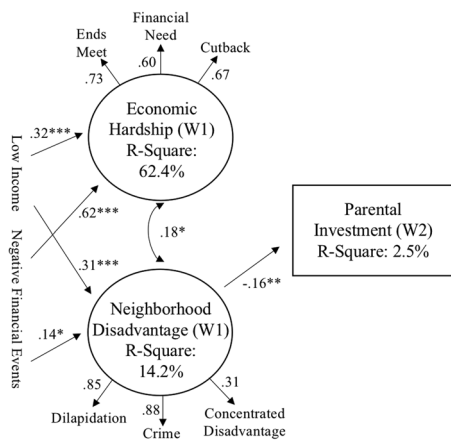 Financial
Need
Ends
Meet
Cutback
.73
.60
.67
Economic
Hardship (W1)
R-Square:
62.4%
Low Income
.32***
.62***
Negative Financial Events
.31***
.14*
.18*
Parental
Investment (W2)
R-Square: 2.5%
-.16**
Neighborhood
Disadvantage (W1)
R-Square:
14.2%
.85
.88
.31
Dilapidation
Crime
Concentrated
Disadvantage